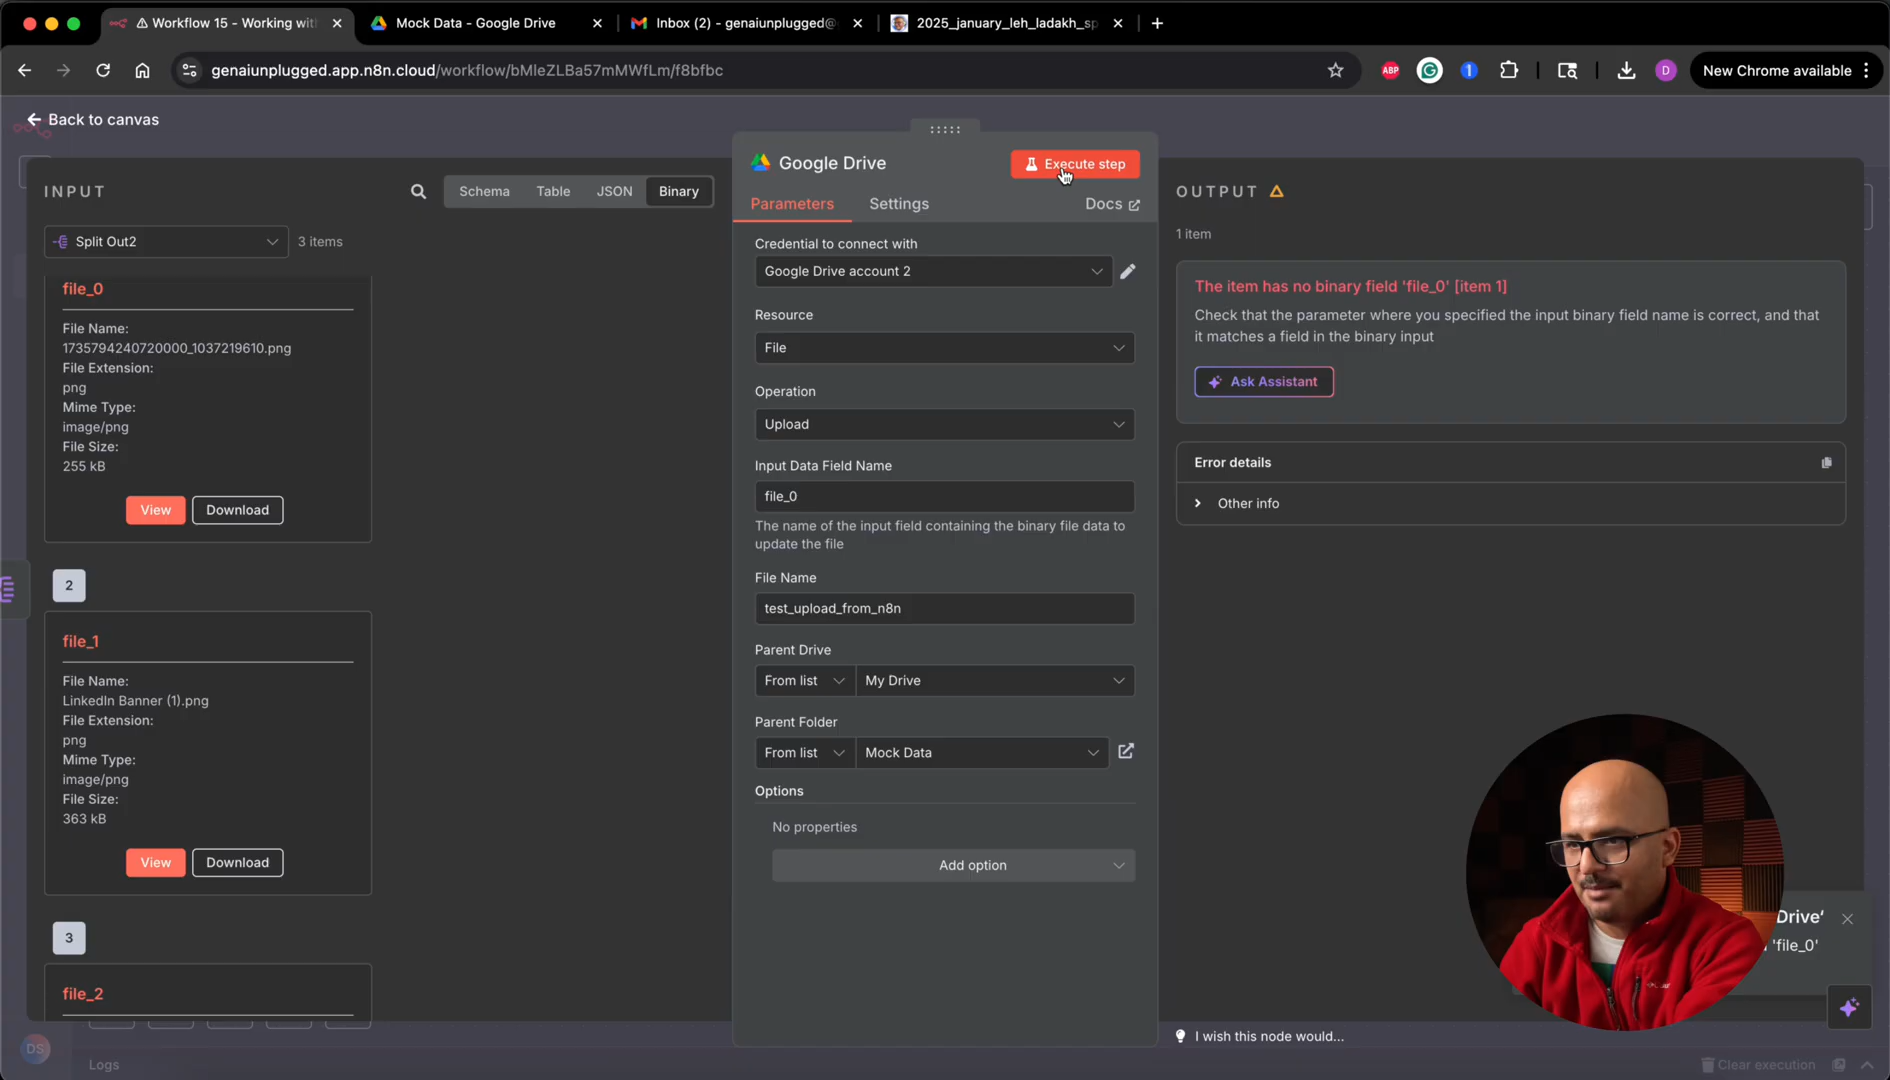 Workflow 15 - Working wit
Mock Data - Google Drive
Inbox (2) - genaiunplugged@
2025_january_leh_ladakh_sp
genaiunplugged.app.n8n.cloud/workflow/bMleZLBa57mMWfLm/f8bfbc
ABP
1
D
New Chrome available
Back to canvas
INPUT
Schema
Table
JSON
Binary
Split Out2
3 items
file_0
File Name:
1735794240720000_1037219610.png
File Extension:
png
Mime Type:
image/png
File Size:
255 kB
View
Download
2
file_1
File Name:
LinkedIn Banner (1).png
File Extension:
png
Mime Type:
image/png
File Size:
363 kB
View
Download
3
file_2
Google Drive
Execute step
Parameters
Settings
Docs
Credential to connect with
Google Drive account 2
Resource
File
Operation
Upload
Input Data Field Name
file_0
The name of the input field containing the binary file data to
update the file
File Name
test_upload_from_n8n
Parent Drive
From list
My Drive
Parent Folder
From list
Mock Data
Options
No properties
Add option
OUTPUT
1 item
The item has no binary field 'file_0' [item 1]
Check that the parameter where you specified the input binary field name is correct, and that
it matches a field in the binary input
Ask Assistant
Error details
Other info
Drive'
'file_0'
I wish this node would...
DS
Logs
Clear execution